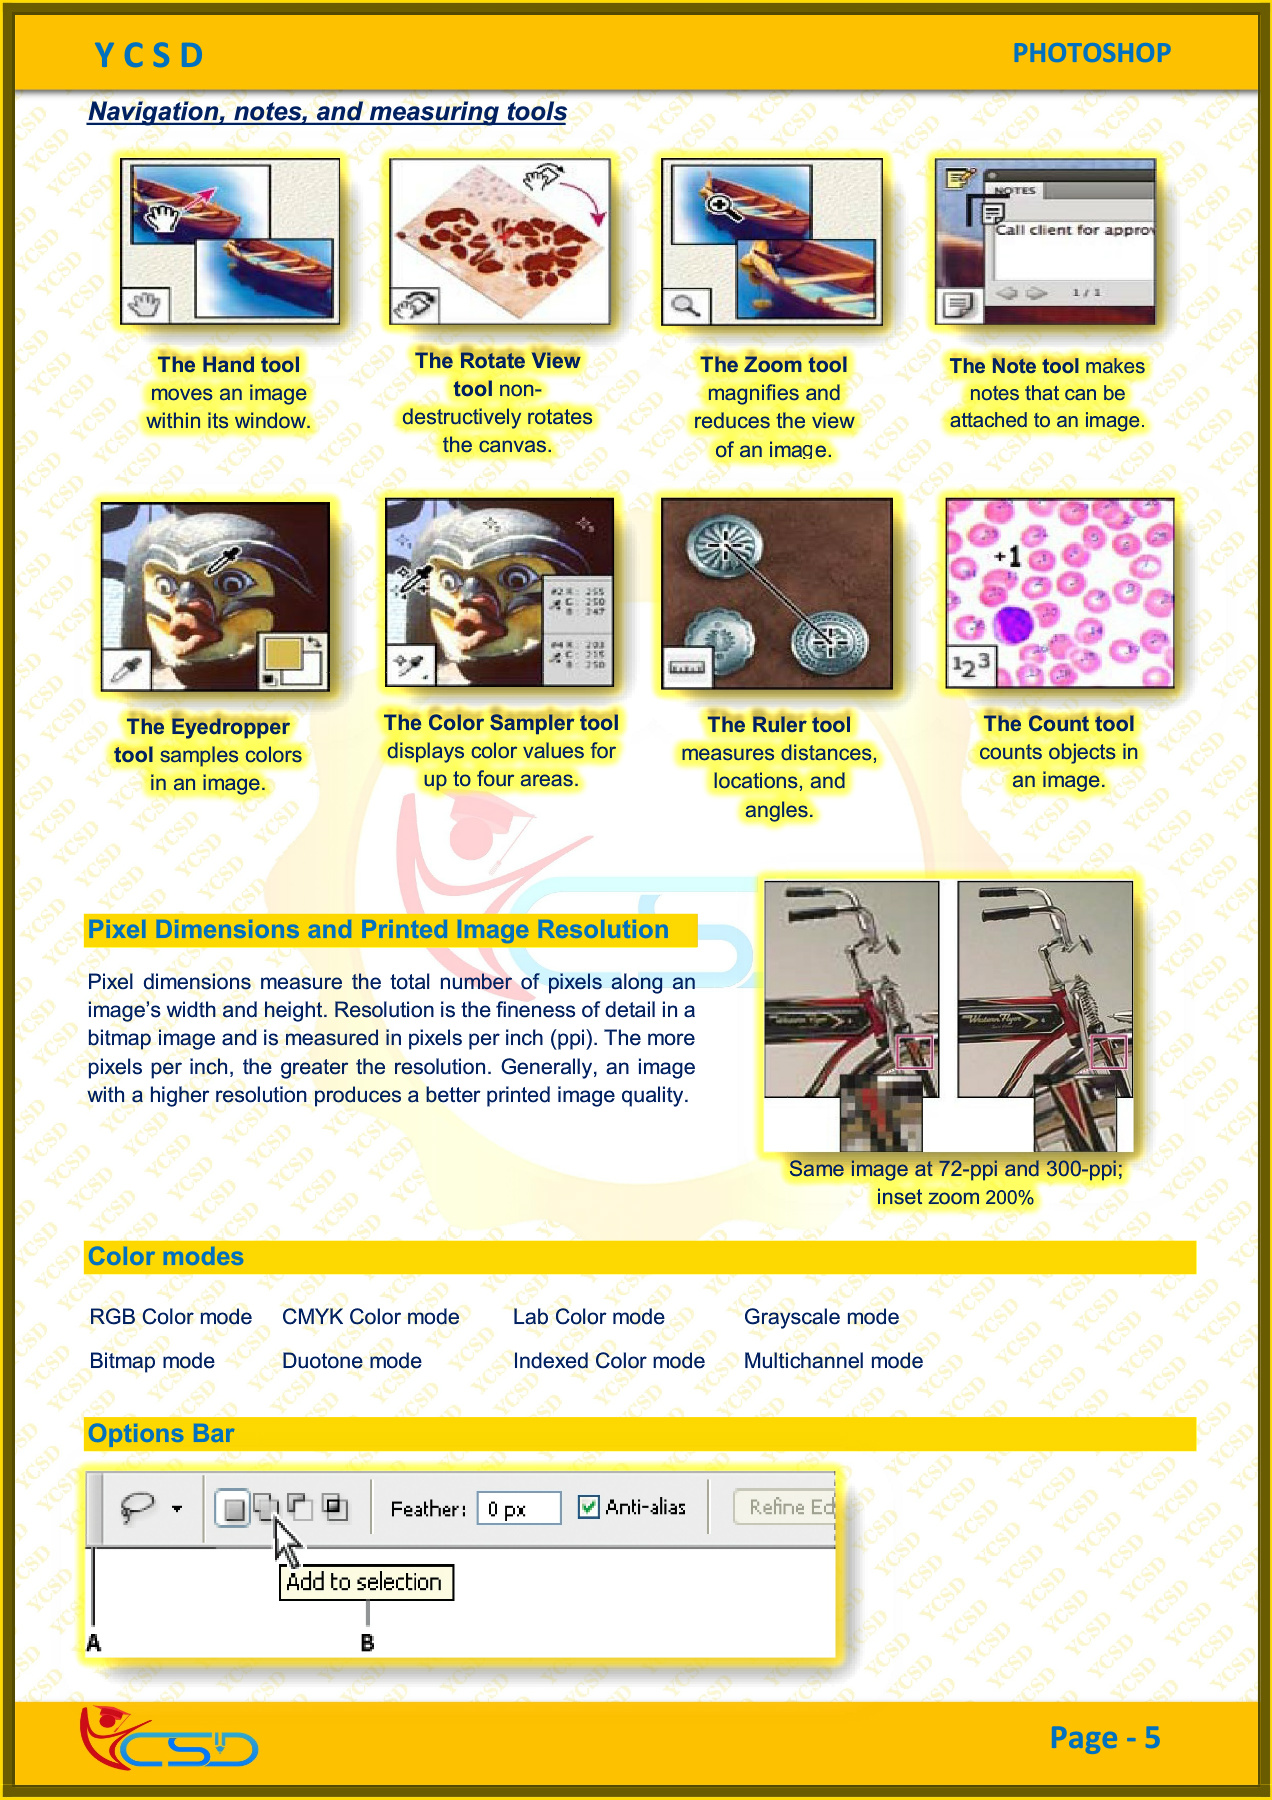 YCSD
PHOTOSHOP
Navigation, notes, and measuring tools
NOTES
Call client for approv
1 / 1
The Hand tool
moves an image
within its window.
The Rotate View
tool non-
destructively rotates
the canvas.
The Zoom tool
magnifies and
reduces the view
of an image.
The Note tool makes
notes that can be
attached to an image.
+1
123
The Eyedropper
tool samples colors
in an image.
The Color Sampler tool
displays color values for
up to four areas.
The Ruler tool
measures distances,
locations, and
angles.
The Count tool
counts objects in
an image.
Pixel Dimensions and Printed Image Resolution
Pixel dimensions measure the total number of pixels along an
image's width and height. Resolution is the fineness of detail in a
bitmap image and is measured in pixels per inch (ppi). The more
pixels per inch, the greater the resolution. Generally, an image
with a higher resolution produces a better printed image quality.
Western Flyer
Same image at 72-ppi and 300-ppi;
inset zoom 200%
Color modes
RGB Color mode CMYK Color mode Lab Color mode Grayscale mode
Bitmap mode Duotone mode Indexed Color mode Multichannel mode
Options Bar
Feather: 0 px Anti-alias Refine Ed
Add to selection
A B
CSD
Page - 5